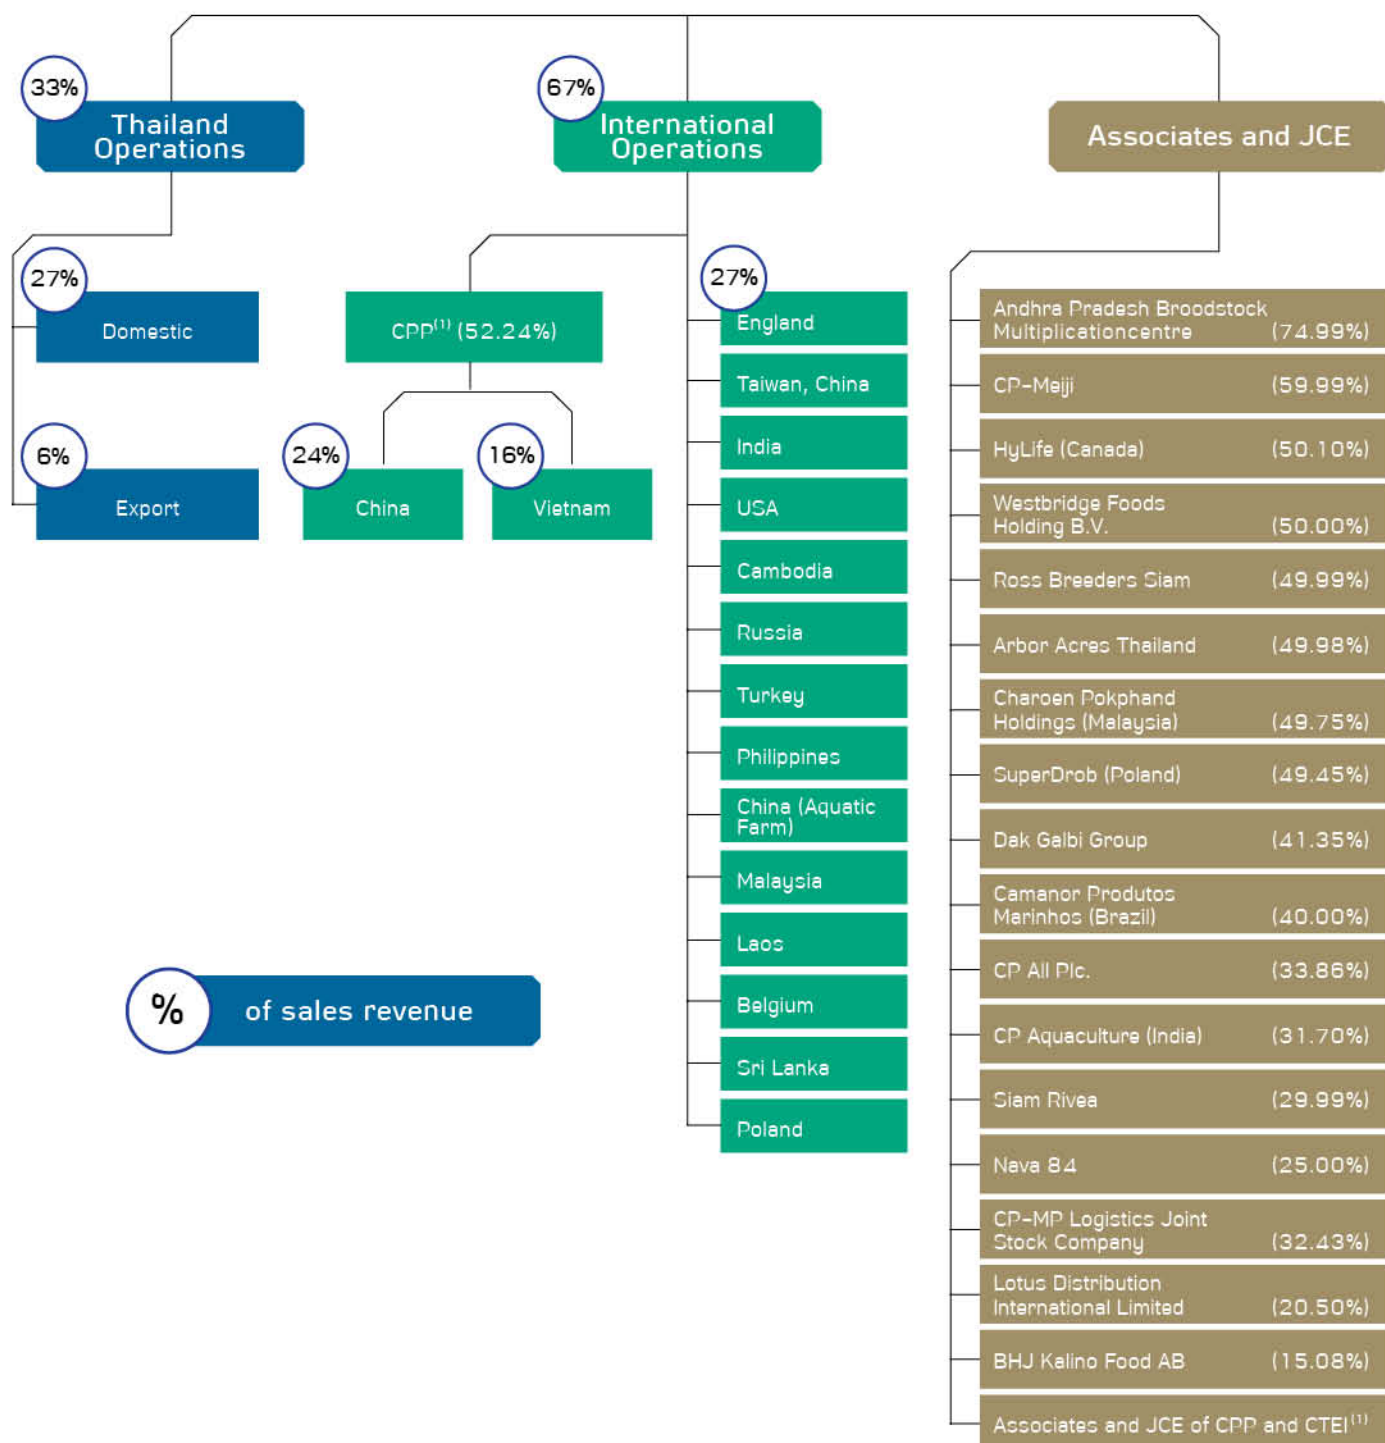 33%
Thailand
Operations
27%
Domestic
6%
Export
67%
International
Operations
CPP(1) (52.24%)
24%
China
16%
Vietnam
27%
England
Taiwan, China
India
USA
Cambodia
Russia
Turkey
Philippines
China (Aquatic
Farm)
Malaysia
Laos
Belgium
Sri Lanka
Poland
Associates and JCE
Andhra Pradesh Broodstock
Multiplicationcentre (74.99%)
CP-Meiji (59.99%)
HyLife (Canada) (50.10%)
Westbridge Foods
Holding B.V. (50.00%)
Ross Breeders Siam (49.99%)
Arbor Acres Thailand (49.98%)
Charoen Pokphand
Holdings (Malaysia) (49.75%)
SuperDrob (Poland) (49.45%)
Dak Galbi Group (41.35%)
Camanor Produtos
Marinhos (Brazil) (40.00%)
CP All Plc. (33.86%)
CP Aquaculture (India) (31.70%)
Siam Rivea (29.99%)
Nava 84 (25.00%)
CP-MP Logistics Joint
Stock Company (32.43%)
Lotus Distribution
International Limited (20.50%)
BHJ Kalino Food AB (15.08%)
Associates and JCE of CPP and CTEI(1)
% of sales revenue